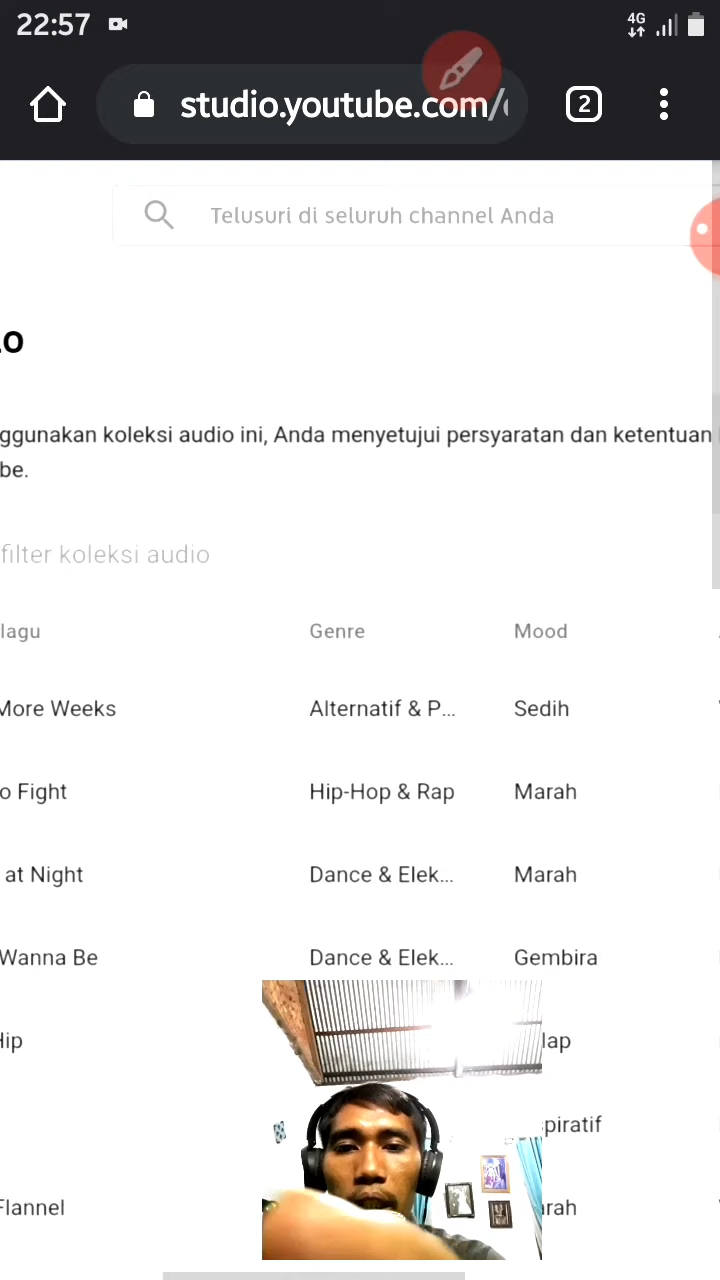 22:57
4G
studio.youtube.com/
2
Telusuri di seluruh channel Anda
ggunakan koleksi audio ini, Anda menyetujui persyaratan dan ketentuan
be.
filter koleksi audio
lagu Genre Mood
More Weeks Alternatif & P... Sedih
o Fight Hip-Hop & Rap Marah
at Night Dance & Elek... Marah
Wanna Be Dance & Elek... Gembira
Hip lap
piratif
Flannel arah